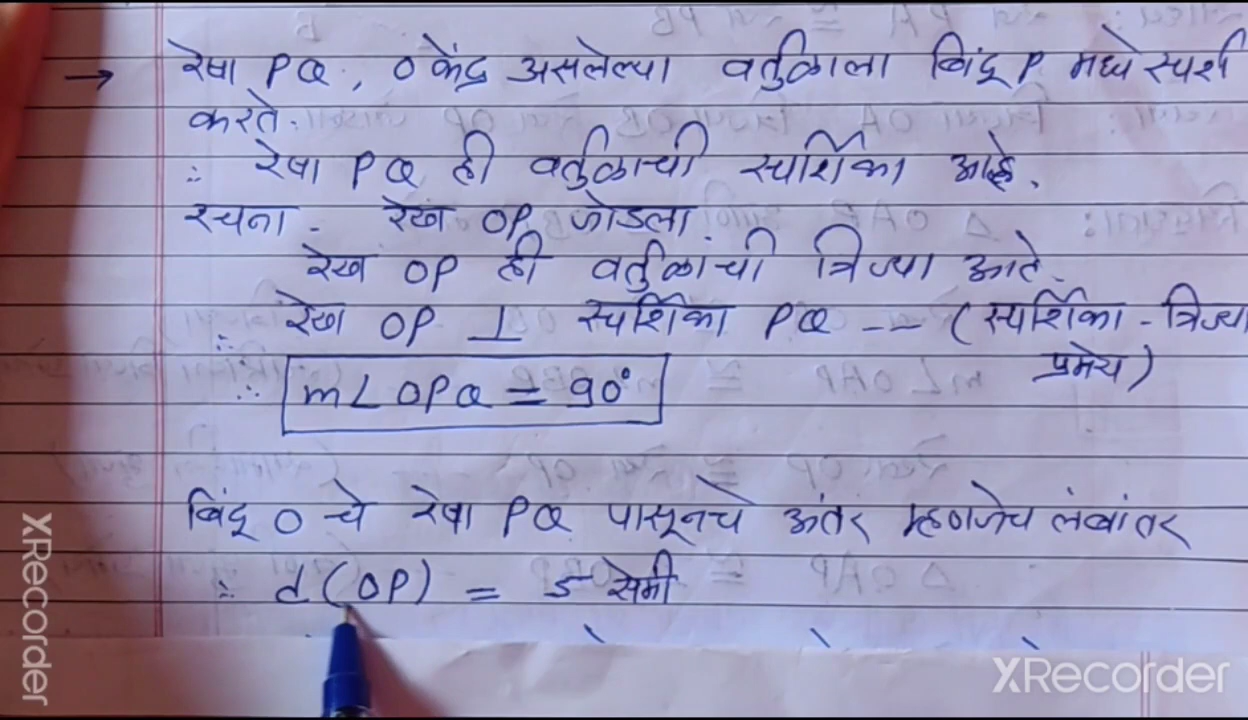 → रेषा PQ, O केंद्र असलेल्या वर्तुळाला बिंदू P मध्ये स्पर्श
करते.
∴ रेषा PQ ही वर्तुळाची स्पर्शिका आहे.
रचना - रेख OP जोडला.
रेख OP ही वर्तुळाची त्रिज्या आहे.
∴ रेख OP ⊥ स्पर्शिका PQ --- (स्पर्शिका - त्रिज्या
प्रमेय)
∴ m∠OPQ = 90°
बिंदू O चे रेषा PQ पासूनचे अंतर म्हणजेच लंबांतर
∴ d(OP) = 5 सेमी
XRecorder
XRecorder